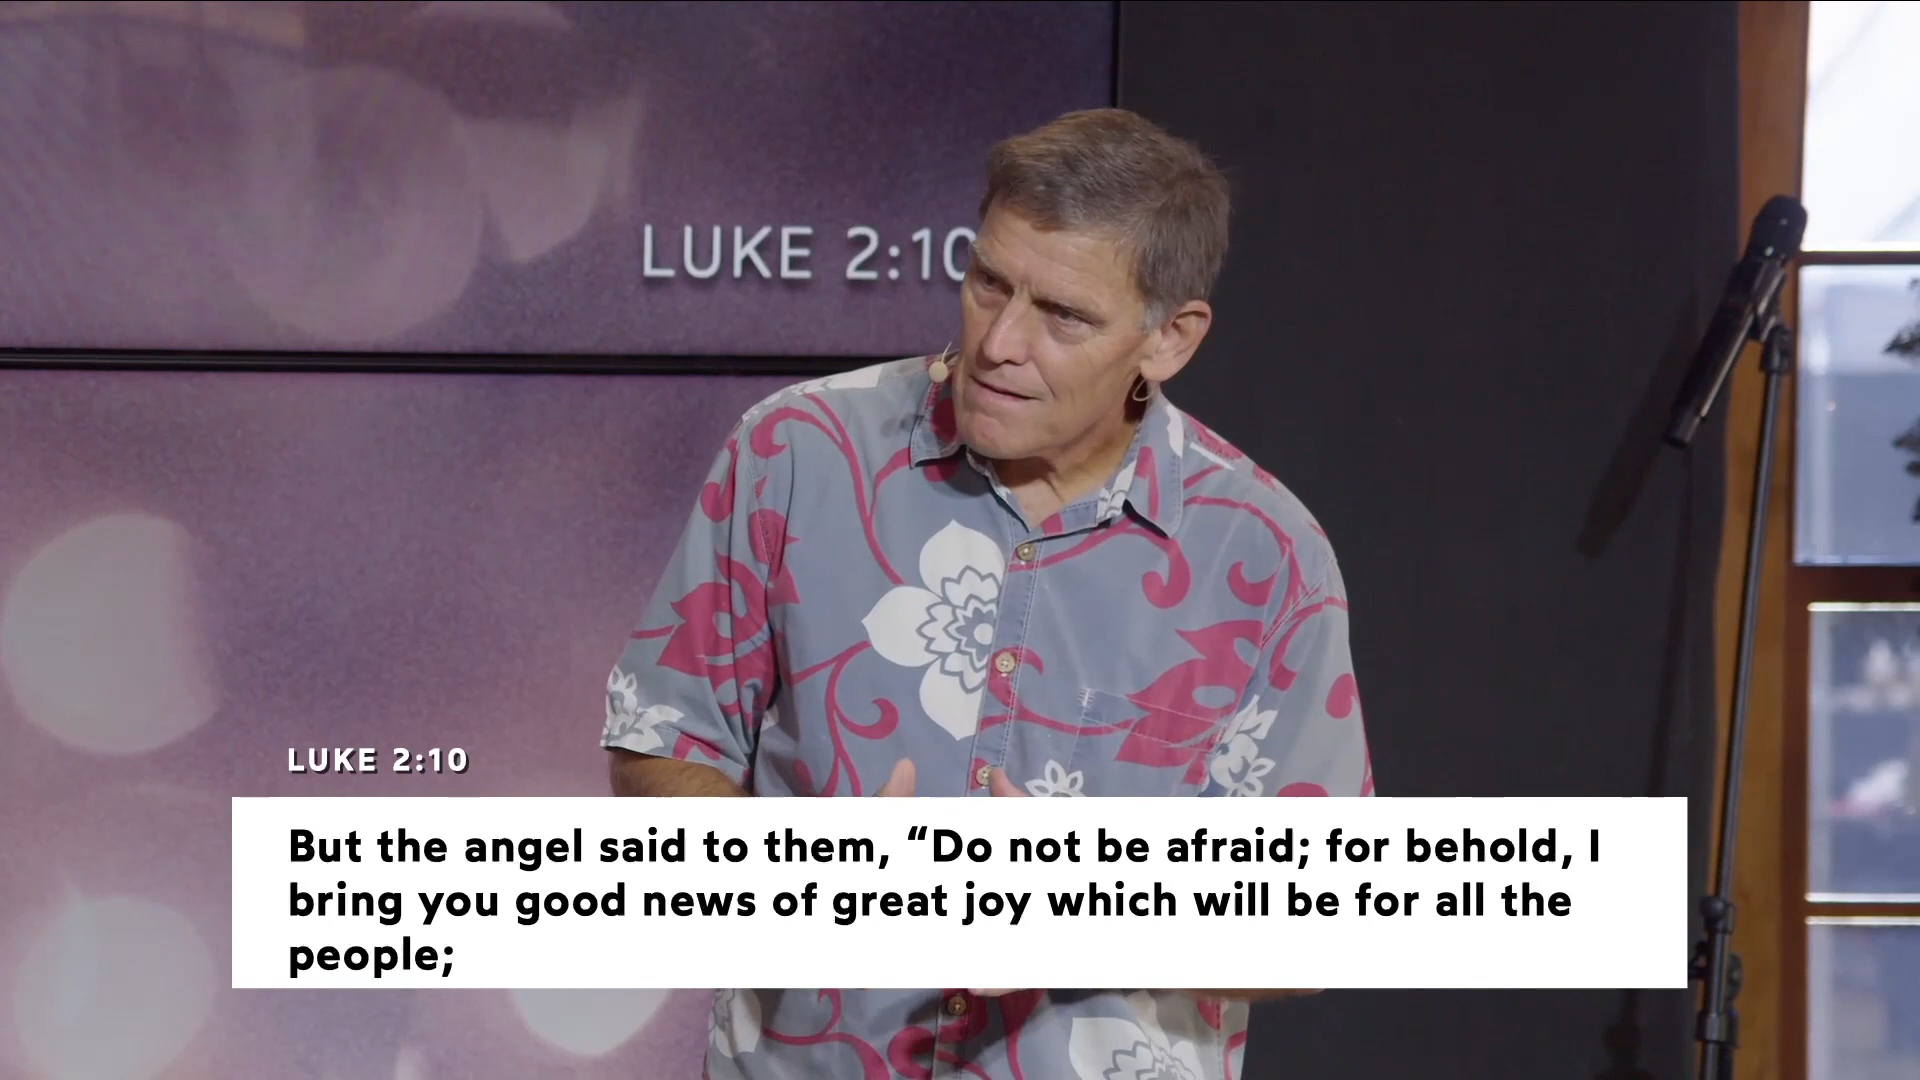 LUKE 2:10
LUKE 2:10
But the angel said to them, “Do not be afraid; for behold, I
bring you good news of great joy which will be for all the
people;